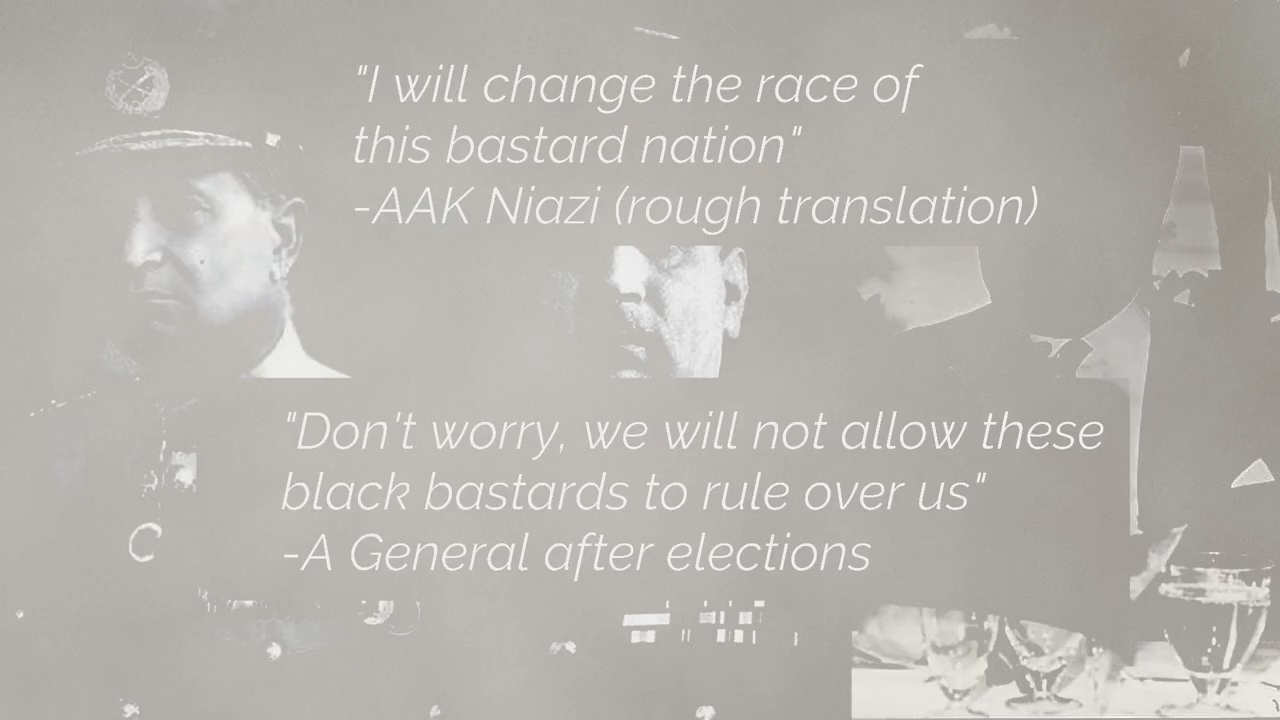 "I will change the race of
this bastard nation"
-AAK Niazi (rough translation)
"Don't worry, we will not allow these
black bastards to rule over us"
-A General after elections